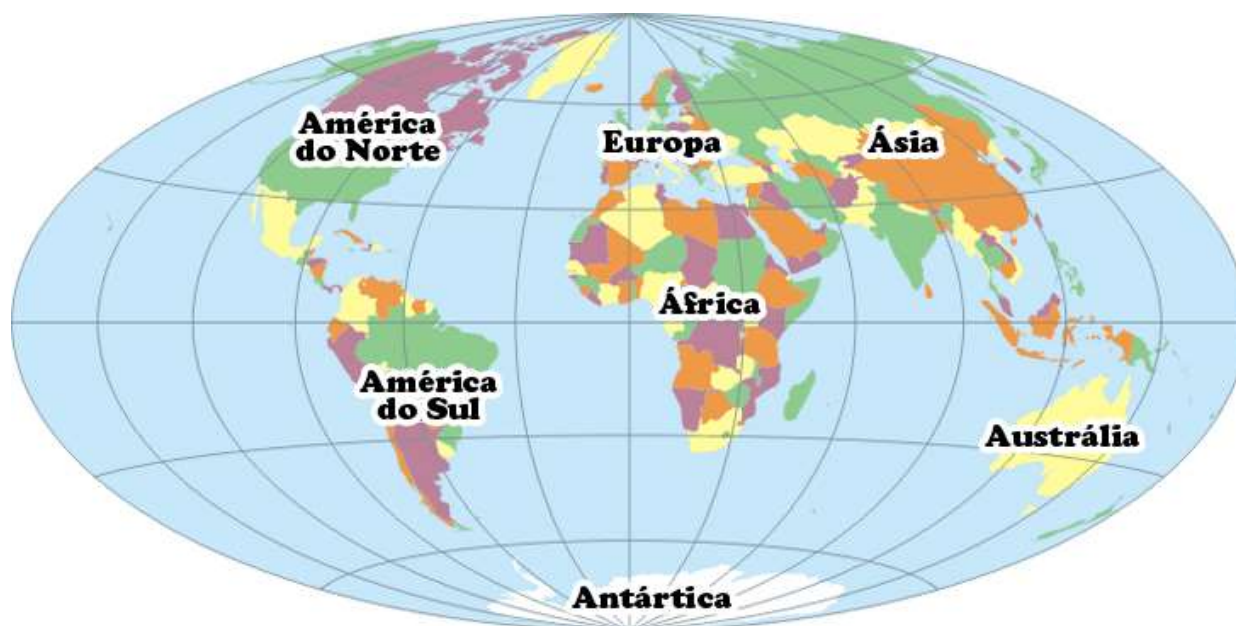 América
do Norte
Europa
Ásia
África
América
do Sul
Austrália
Antártica